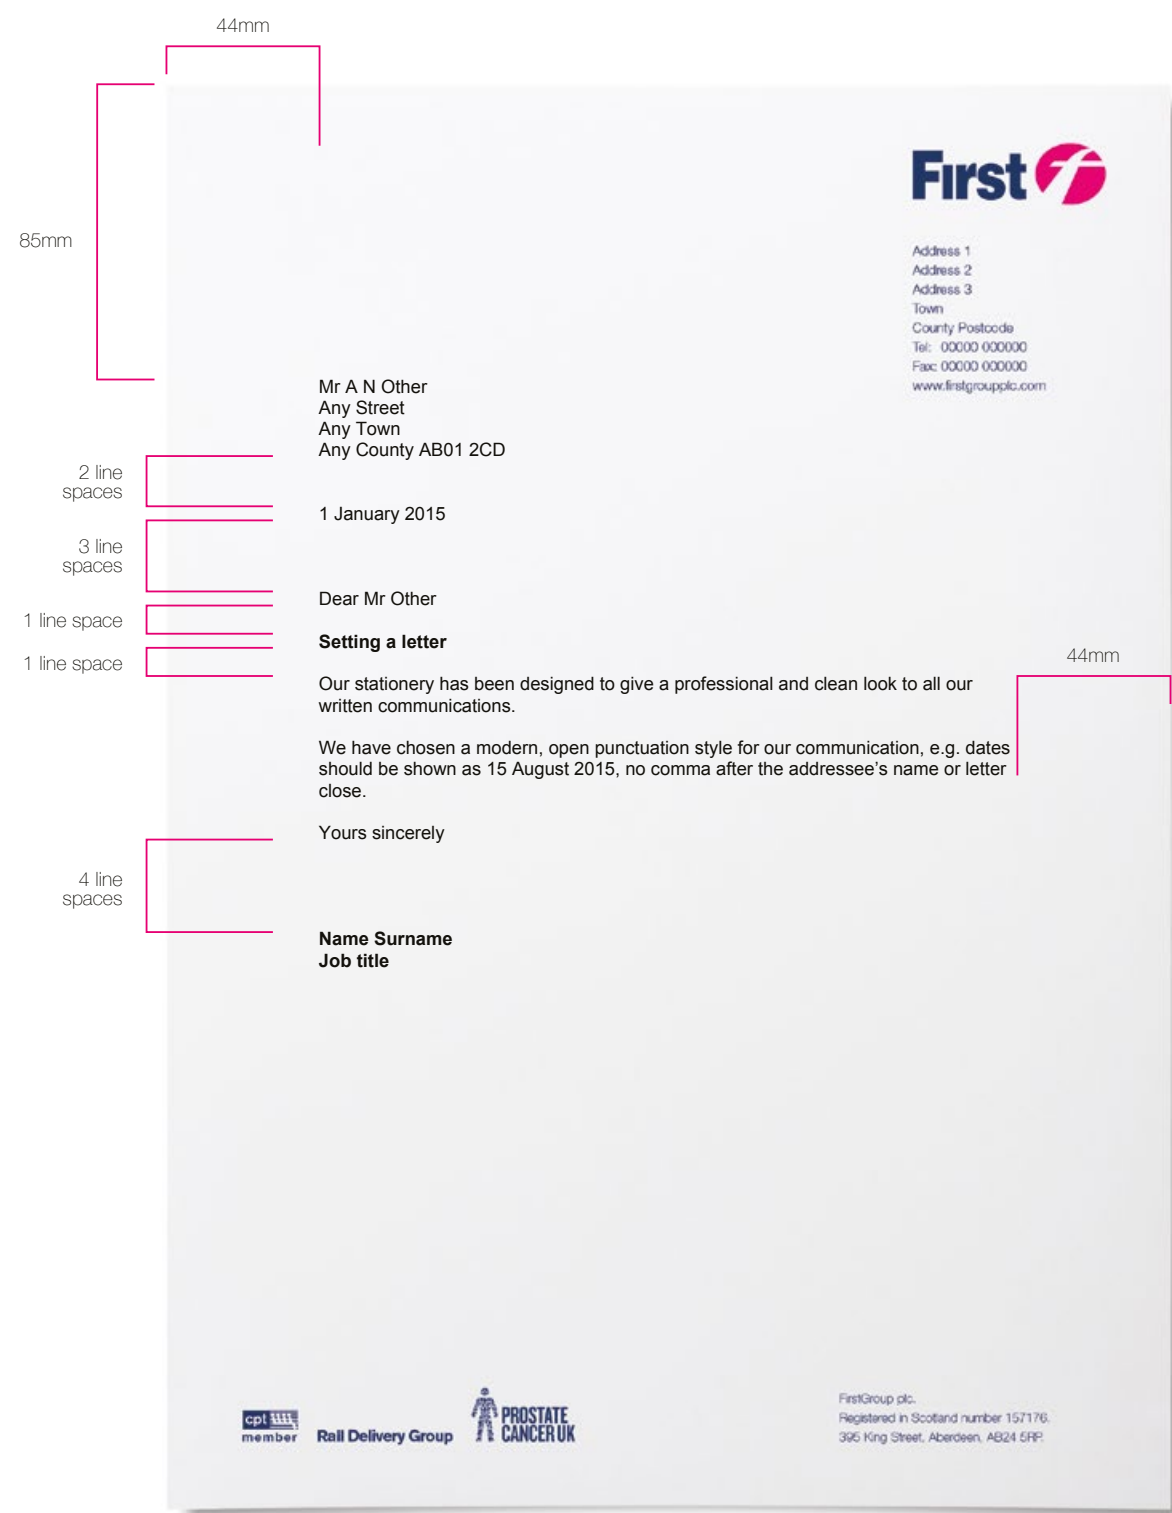 44mm
First
85mm
Address 1
Address 2
Address 3
Town
County Postcode
Tel: 00000 000000
Fax: 00000 000000
www.firstgroupplc.com
Mr A N Other
Any Street
Any Town
Any County AB01 2CD
2 line
spaces
1 January 2015
3 line
spaces
Dear Mr Other
1 line space
Setting a letter
1 line space
44mm
Our stationery has been designed to give a professional and clean look to all our
written communications.
We have chosen a modern, open punctuation style for our communication, e.g. dates
should be shown as 15 August 2015, no comma after the addressee's name or letter
close.
Yours sincerely
4 line
spaces
Name Surname
Job title
cpt
member
Rail Delivery Group
PROSTATE
CANCER UK
FirstGroup plc.
Registered in Scotland number 157176.
395 King Street, Aberdeen, AB24 5RP.